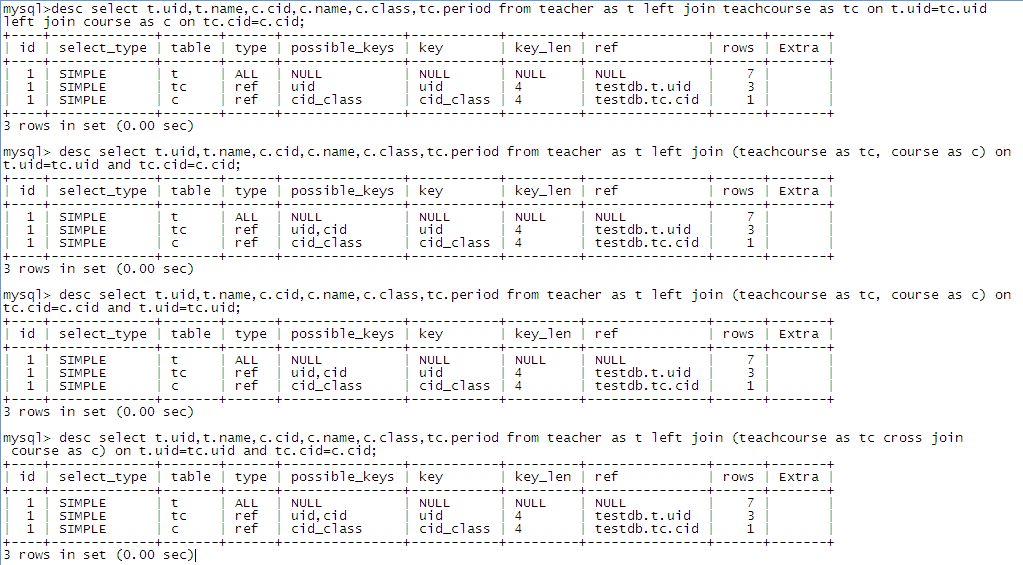 mysql>desc select t.uid,t.name,c.cid,c.name,c.class,tc.period from teacher as t left join teachcourse as tc on t.uid=tc.uid
left join course as c on tc.cid=c.cid;
+----+-------------+-------+------+---------------+-----------+---------+---------------+------+-------+
| id | select_type | table | type | possible_keys | key       | key_len | ref           | rows | Extra |
+----+-------------+-------+------+---------------+-----------+---------+---------------+------+-------+
|  1 | SIMPLE      | t     | ALL  | NULL          | NULL      | NULL    | NULL          |    7 |       |
|  1 | SIMPLE      | tc    | ref  | uid           | uid       | 4       | testdb.t.uid  |    3 |       |
|  1 | SIMPLE      | c     | ref  | cid_class     | cid_class | 4       | testdb.tc.cid |    1 |       |
+----+-------------+-------+------+---------------+-----------+---------+---------------+------+-------+
3 rows in set (0.00 sec)
mysql> desc select t.uid,t.name,c.cid,c.name,c.class,tc.period from teacher as t left join (teachcourse as tc, course as c) on
t.uid=tc.uid and tc.cid=c.cid;
+----+-------------+-------+------+---------------+-----------+---------+---------------+------+-------+
| id | select_type | table | type | possible_keys | key       | key_len | ref           | rows | Extra |
+----+-------------+-------+------+---------------+-----------+---------+---------------+------+-------+
|  1 | SIMPLE      | t     | ALL  | NULL          | NULL      | NULL    | NULL          |    7 |       |
|  1 | SIMPLE      | tc    | ref  | uid,cid       | uid       | 4       | testdb.t.uid  |    3 |       |
|  1 | SIMPLE      | c     | ref  | cid_class     | cid_class | 4       | testdb.tc.cid |    1 |       |
+----+-------------+-------+------+---------------+-----------+---------+---------------+------+-------+
3 rows in set (0.00 sec)
mysql> desc select t.uid,t.name,c.cid,c.name,c.class,tc.period from teacher as t left join (teachcourse as tc, course as c) on
tc.cid=c.cid and t.uid=tc.uid;
+----+-------------+-------+------+---------------+-----------+---------+---------------+------+-------+
| id | select_type | table | type | possible_keys | key       | key_len | ref           | rows | Extra |
+----+-------------+-------+------+---------------+-----------+---------+---------------+------+-------+
|  1 | SIMPLE      | t     | ALL  | NULL          | NULL      | NULL    | NULL          |    7 |       |
|  1 | SIMPLE      | tc    | ref  | uid,cid       | uid       | 4       | testdb.t.uid  |    3 |       |
|  1 | SIMPLE      | c     | ref  | cid_class     | cid_class | 4       | testdb.tc.cid |    1 |       |
+----+-------------+-------+------+---------------+-----------+---------+---------------+------+-------+
3 rows in set (0.00 sec)
mysql> desc select t.uid,t.name,c.cid,c.name,c.class,tc.period from teacher as t left join (teachcourse as tc cross join
 course as c) on t.uid=tc.uid and tc.cid=c.cid;
+----+-------------+-------+------+---------------+-----------+---------+---------------+------+-------+
| id | select_type | table | type | possible_keys | key       | key_len | ref           | rows | Extra |
+----+-------------+-------+------+---------------+-----------+---------+---------------+------+-------+
|  1 | SIMPLE      | t     | ALL  | NULL          | NULL      | NULL    | NULL          |    7 |       |
|  1 | SIMPLE      | tc    | ref  | uid,cid       | uid       | 4       | testdb.t.uid  |    3 |       |
|  1 | SIMPLE      | c     | ref  | cid_class     | cid_class | 4       | testdb.tc.cid |    1 |       |
+----+-------------+-------+------+---------------+-----------+---------+---------------+------+-------+
3 rows in set (0.00 sec)